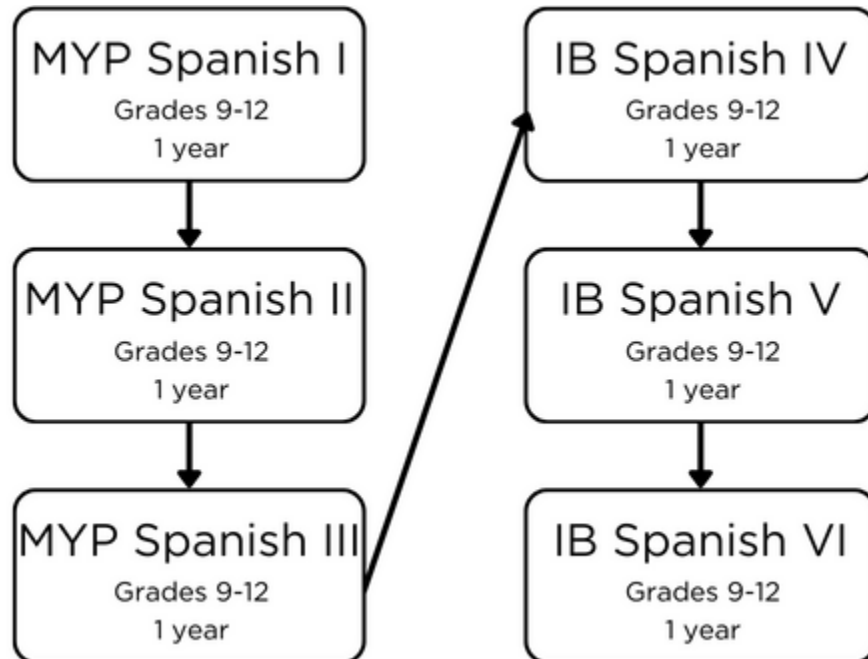 MYP Spanish I
Grades 9-12
1 year
MYP Spanish II
Grades 9-12
1 year
MYP Spanish III
Grades 9-12
1 year
IB Spanish IV
Grades 9-12
1 year
IB Spanish V
Grades 9-12
1 year
IB Spanish VI
Grades 9-12
1 year